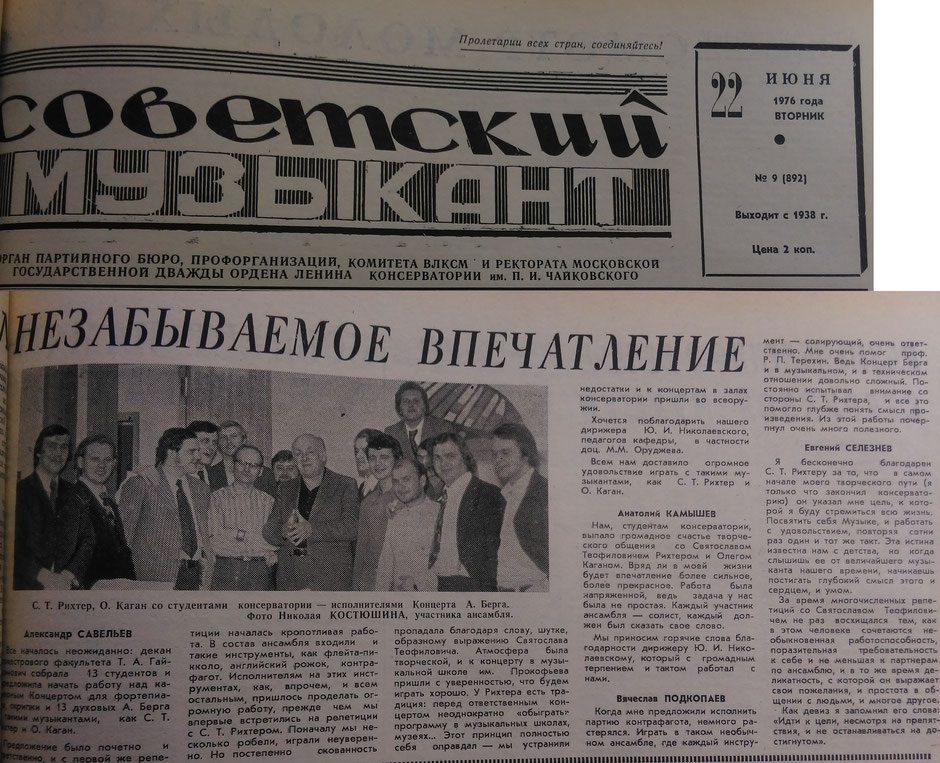 Пролетарии всех стран, соединяйтесь!
советский
МУЗЫКАНТ
22
ИЮНЯ
1976 года
ВТОРНИК
№ 9 (892)
Выходит с 1938 г.
Цена 2 коп.
ОРГАН ПАРТИЙНОГО БЮРО, ПРОФОРГАНИЗАЦИИ, КОМИТЕТА ВЛКСМ И РЕКТОРАТА МОСКОВСКОЙ
ГОСУДАРСТВЕННОЙ ДВАЖДЫ ОРДЕНА ЛЕНИНА КОНСЕРВАТОРИИ им. П. И. ЧАЙКОВСКОГО
НЕЗАБЫВАЕМОЕ ВПЕЧАТЛЕНИЕ
С. Т. Рихтер, О. Каган со студентами консерватории — исполнителями Концерта А. Берга.
Фото Николая КОСТЮШИНА, участника ансамбля.
Александр САВЕЛЬЕВ
Все началось неожиданно: декан
оркестрового факультета Т. А. Гай-
собрала 13 студентов и
предложила начать работу над ка-
Концертом для фортепиа-
скрипки и 13 духовых А. Берга
такими музыкантами, как С. Т.
и О. Каган.
Предложение было почетно и
и с первой же репе-
тиции началась кропотливая рабо-
та. В состав ансамбля входили и
такие инструменты, как флейта-пи-
кколо, английский рожок, контра-
фагот. Исполнителям на этих инст-
рументах, как, впрочем, и всем
остальным, пришлось проделать ог-
ромную работу, прежде чем мы
впервые встретились на репетиции
с С. Т. Рихтером. Поначалу мы не-
сколько робели, играли неуверен-
но. Но постепенно скованность
пропадала благодаря слову, шутке,
образному выражению Святослава
Теофиловича. Атмосфера была
творческой, и к концерту в музы-
кальной школе им. Прокофьева
пришли с уверенностью, что будем
играть хорошо. У Рихтера есть тра-
диция: перед ответственным кон-
цертом неоднократно «обыграть»
программу в музыкальных школах,
музеях... Этот принцип полностью
себя оправдал — мы устранили
недостатки и к концертам в залах
консерватории пришли во всеору-
жии.
Хочется поблагодарить нашего
дирижера Ю. И. Николаевского,
педагогов кафедры, в частности
доц. М.М. Оруджева.
Всем нам доставило огромное
удовольствие играть с такими му-
зыкантами, как С. Т. Рихтер и
О. Каган.
Анатолий КАМЫШЕВ
Нам, студентам консерватории,
выпало громадное счастье творче-
ского общения со Святославом
Теофиловичем Рихтером и Олегом
Каганом. Вряд ли в моей жизни
будет впечатление более сильное,
более прекрасное. Работа была
напряженной, ведь задача у нас
была не простая. Каждый участник
ансамбля — солист, каждый дол-
жен был сказать свое слово.
Мы приносим горячие слова бла-
годарности дирижеру Ю. И. Нико-
лаевскому, который с громадным
терпением и тактом работал с
нами.
Вячеслав ПОДКОПАЕВ
Когда мне предложили исполнить
партию контрафагота, немного ра-
стерялся. Играть в таком необыч-
ном ансамбле, где каждый инстру-
мент — солирующий, очень ответ-
ственно. Мне очень помог проф.
Р. П. Терехин. Ведь Концерт Берга
и в музыкальном, и в техническом
отношении довольно сложный. По-
стоянно испытывал внимание со
стороны С. Т. Рихтера, и все это
помогло глубже понять смысл про-
изведения. Из этой работы почерп-
нул очень много полезного.
Евгений СЕЛЕЗНЕВ
Я бесконечно благодарен
С. Т. Рихтеру за то, что в самом
начале моего творческого пути (я
только что закончил консервато-
рию) он указал мне цель, к кото-
рой я буду стремиться всю жизнь.
Посвятить себя Музыке, и работать
с удовольствием, повторяя сотни
раз один и тот же такт. Эта истина
известна нам с детства, но когда
слышишь ее от величайшего музы-
канта нашего времени, начинаешь
постигать глубокий смысл этого и
сердцем, и умом.
За время многочисленных репе-
тиций со Святославом Теофилови-
чем не раз восхищался тем, как
в этом человеке сочетаются не-
обыкновенная работоспособность,
поразительная требовательность
к себе и не меньшая к партнерам
по ансамблю, и в то же время де-
ликатность, с которой он выражает
свои пожелания, и простота в об-
щении с людьми, и многое другое.
Как девиз я запомнил его слова:
«Идти к цели, несмотря на препят-
ствия, и не останавливаться на до-
стигнутом».